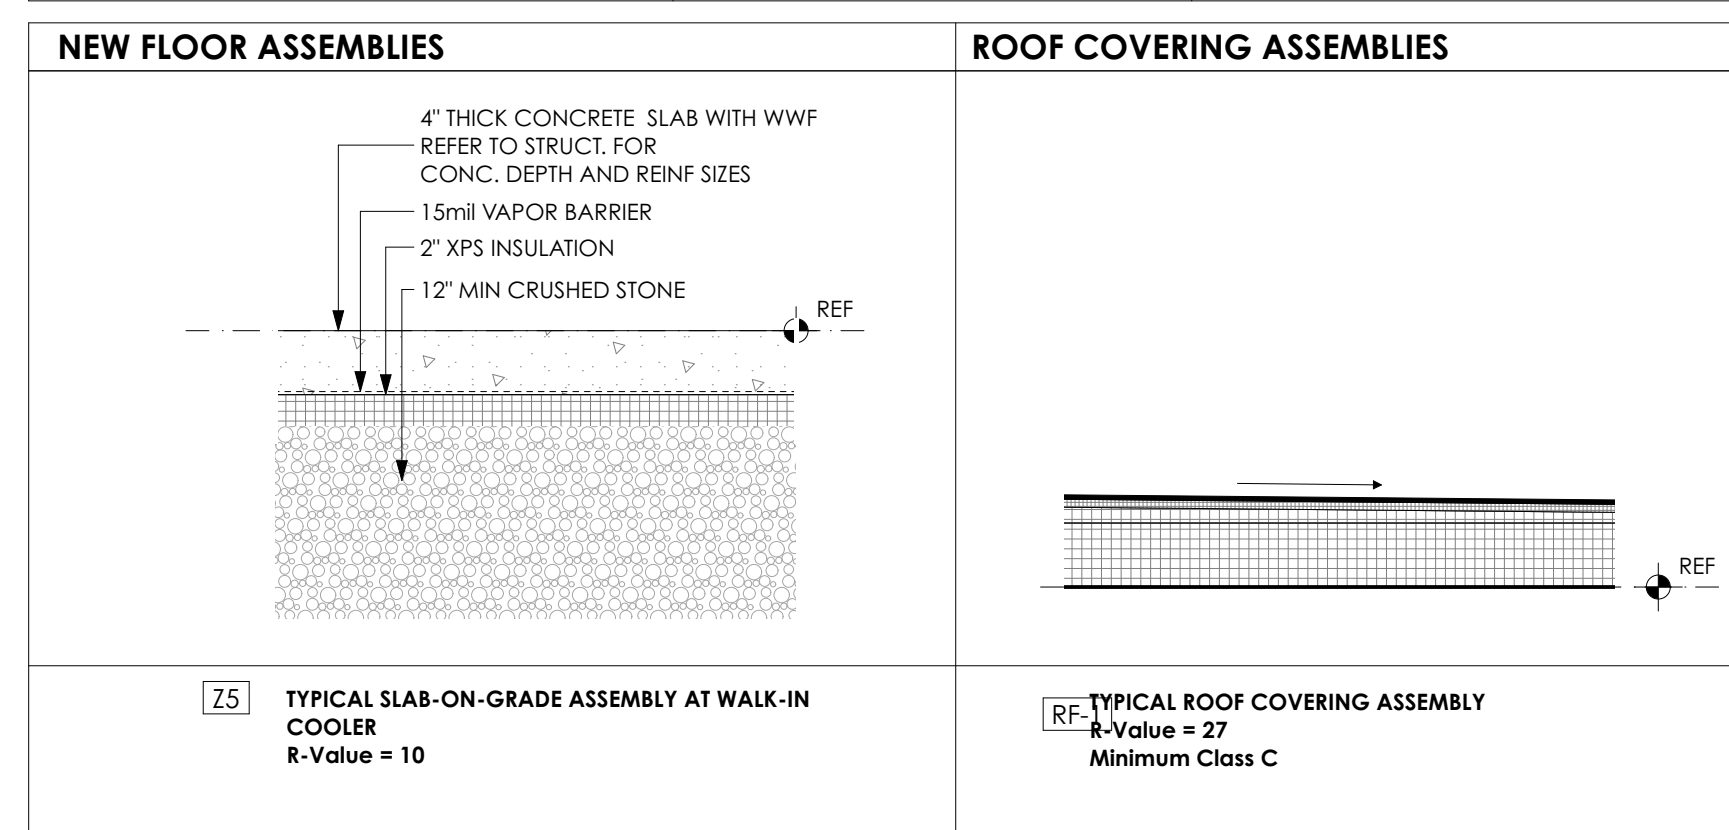 NEW FLOOR ASSEMBLIES
4" THICK CONCRETE SLAB WITH WWF
REFER TO STRUCT. FOR
CONC. DEPTH AND REINF SIZES
15mil VAPOR BARRIER
2" XPS INSULATION
12" MIN CRUSHED STONE
REF
Z5
TYPICAL SLAB-ON-GRADE ASSEMBLY AT WALK-IN
COOLER
R-Value = 10
ROOF COVERING ASSEMBLIES
REF
RF-1
TYPICAL ROOF COVERING ASSEMBLY
R-Value = 27
Minimum Class C